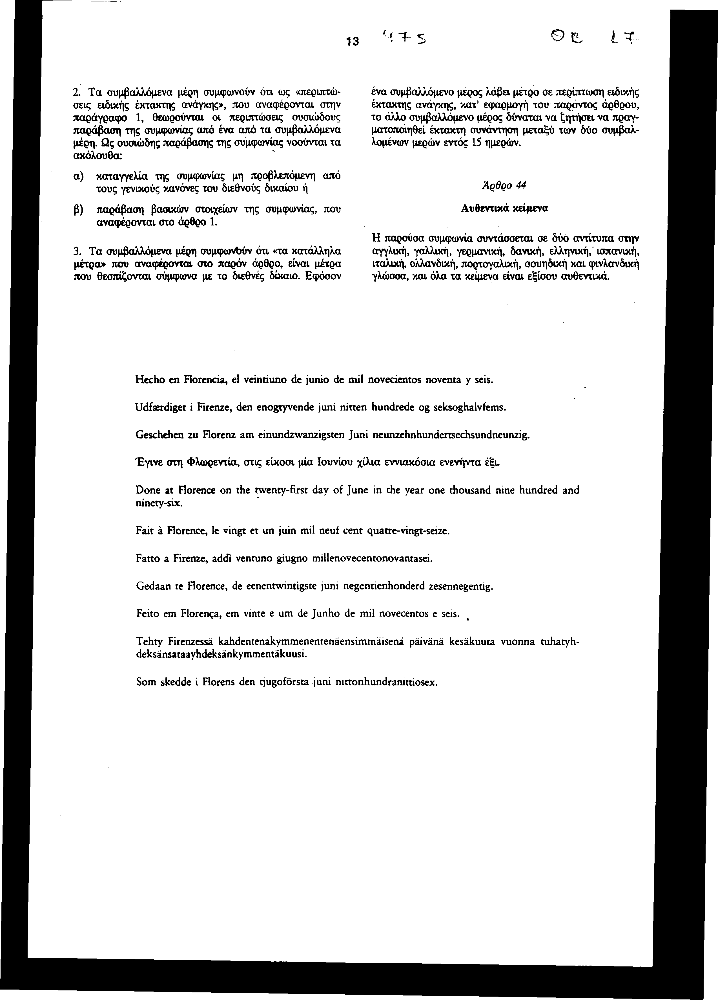 13 475 ΘΒ 17
2. Τα συμβαλλόμενα μέρη συμφωνούν ότι ως «περιπτώ-
σεις ειδικής έκτακτης ανάγκης», που αναφέρονται στην
παράγραφο 1, θεωρούνται οι περιπτώσεις ουσιώδους
παράβαση της συμφωνίας από ένα από τα συμβαλλόμενα
μέρη. Ως ουσιώδης παράβασης της συμφωνίας νοούνται τα
ακόλουθα:
α) καταγγελία της συμφωνίας μη προβλεπόμενη από
τους γενικούς κανόνες του διεθνούς δικαίου ή
β) παράβαση βασικών στοιχείων της συμφωνίας, που
αναφέρονται στο άρθρο 1.
3. Τα συμβαλλόμενα μέρη συμφωνούν ότι «τα κατάλληλα
μέτρα» που αναφέρονται στο παρόν άρθρο, είναι μέτρα
που θεσπίζονται σύμφωνα με το διεθνές δίκαιο. Εφόσον
ένα συμβαλλόμενο μέρος λάβει μέτρο σε περίπτωση ειδικής
έκτακτης ανάγκης, κατ’ εφαρμογή του παρόντος άρθρου,
το άλλο συμβαλλόμενο μέρος δύναται να ζητήσει να πραγ-
ματοποιηθεί έκτακτη συνάντηση μεταξύ των δύο συμβαλ-
λομένων μερών εντός 15 ημερών.
Άρθρο 44
Αυθεντικά κείμενα
Η παρούσα συμφωνία συντάσσεται σε δύο αντίτυπα στην
αγγλική, γαλλική, γερμανική, δανική, ελληνική, ισπανική,
ιταλική, ολλανδική, πορτογαλική, σουηδική και φινλανδική
γλώσσα, και όλα τα κείμενα είναι εξίσου αυθεντικά.
Hecho en Florencia, el veintiuno de junio de mil novecientos noventa y seis.
Udfærdiget i Firenze, den enogtyvende juni nitten hundrede og seksoghalvfems.
Geschehen zu Florenz am einundzwanzigsten Juni neunzehnhundertsechsundneunzig.
Έγινε στη Φλωρεντία, στις είκοσι μία Ιουνίου χίλια εννιακόσια ενενήντα έξι.
Done at Florence on the twenty-first day of June in the year one thousand nine hundred and
ninety-six.
Fait à Florence, le vingt et un juin mil neuf cent quatre-vingt-seize.
Fatto a Firenze, addì ventuno giugno millenovecentonovantasei.
Gedaan te Florence, de eenentwintigste juni negentienhonderd zesennegentig.
Feito em Florença, em vinte e um de Junho de mil novecentos e seis.
Tehty Firenzessä kahdentenakymmenentenäensimmäisenä päivänä kesäkuuta vuonna tuhatyh-
deksänsataayhdeksänkymmentäkuusi.
Som skedde i Florens den tjugoförsta juni nittonhundranittiosex.